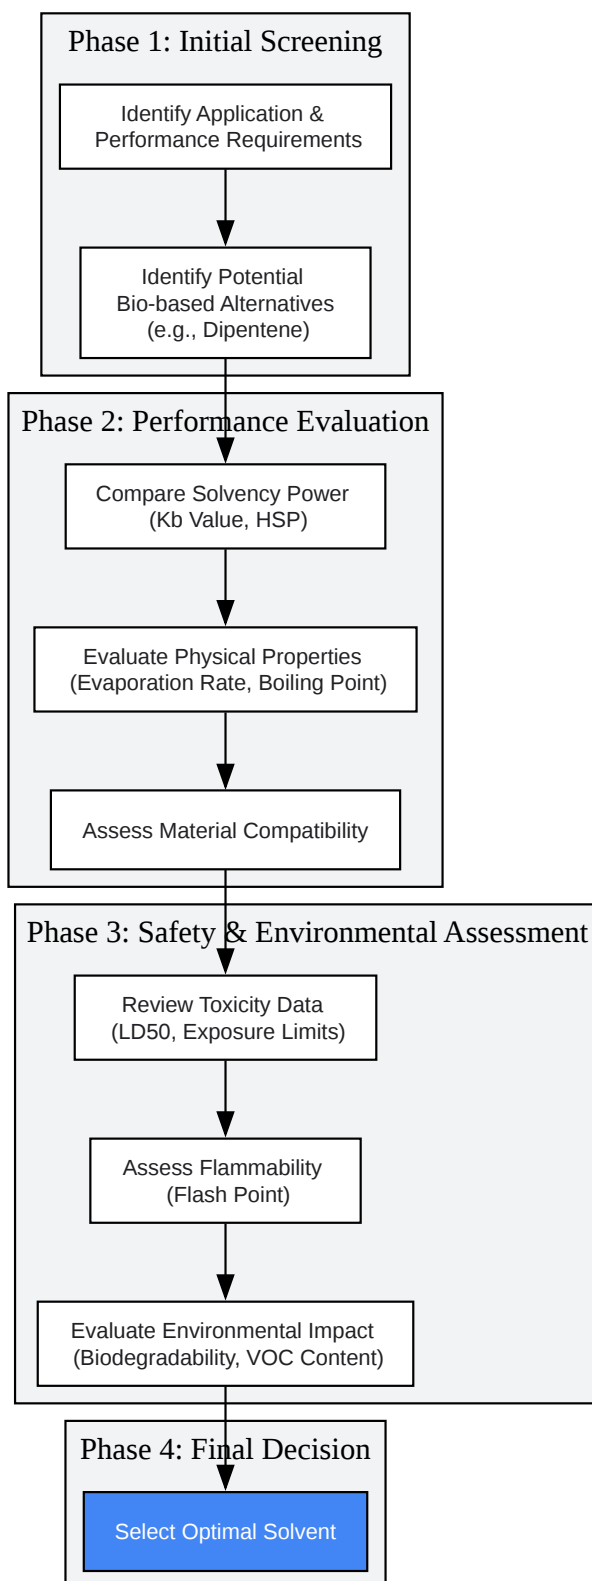 Phase 1: Initial Screening
Identify Application &
Performance Requirements
Identify Potential
Bio-based Alternatives
(e.g., Dipentene)
Phase 2: Performance Evaluation
Compare Solvency Power
(Kb Value, HSP)
Evaluate Physical Properties
(Evaporation Rate, Boiling Point)
Assess Material Compatibility
Phase 3: Safety & Environmental Assessment
Review Toxicity Data
(LD50, Exposure Limits)
Assess Flammability
(Flash Point)
Evaluate Environmental Impact
(Biodegradability, VOC Content)
Phase 4: Final Decision
Select Optimal Solvent